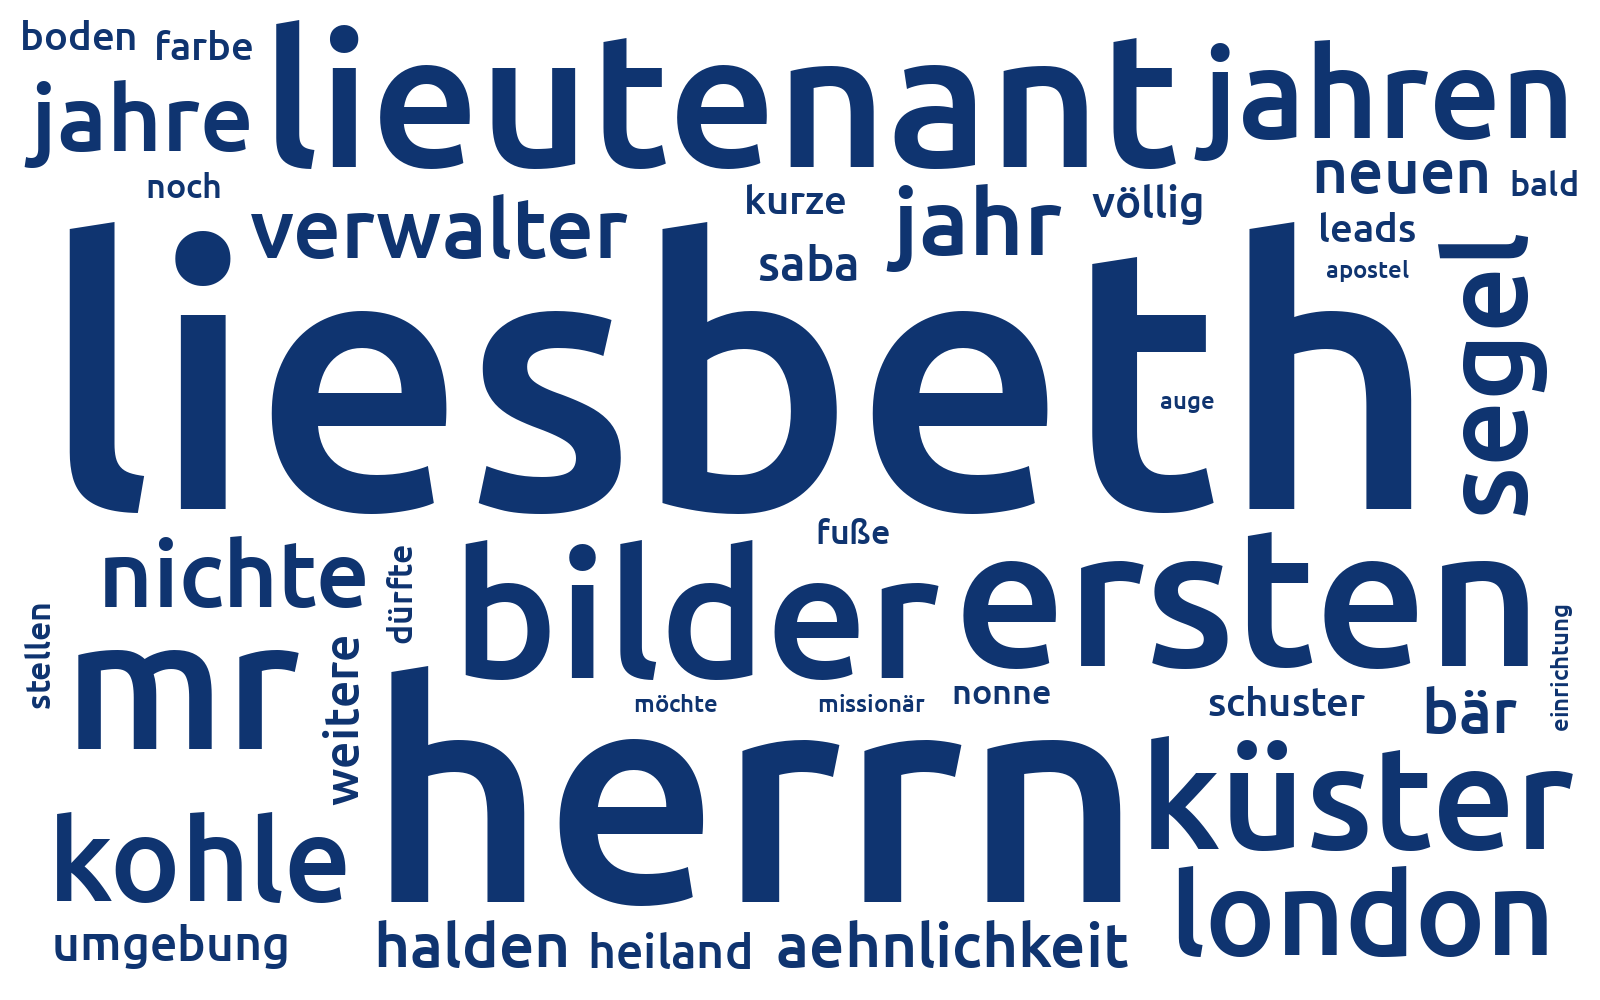 boden
farbe
lieutenant
jahren
jahre
noch
verwalter
kurze
jahr
völlig
neuen
bald
saba
leads
apostel
segel
liesbeth
auge
fuße
nichte
dürfte
bilder
ersten
stellen
mr
weitere
möchte
missionär
nonne
schuster
bär
einrichtung
herrn
küster
kohle
london
umgebung
halden
heiland
aehnlichkeit